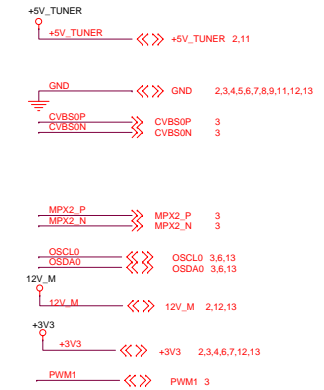 +5V_TUNER
+5V_TUNER +5V_TUNER 2,11
GND GND 2,3,4,5,6,7,8,9,11,12,13
CVBS0P CVBS0P 3
CVBS0N CVBS0N 3
MPX2_P MPX2_P 3
MPX2_N MPX2_N 3
OSCL0 OSCL0 3,6,13
OSDA0 OSDA0 3,6,13
12V_M
12V_M 12V_M 2,12,13
+3V3
+3V3 +3V3 2,3,4,6,7,12,13
PWM1 PWM1 3